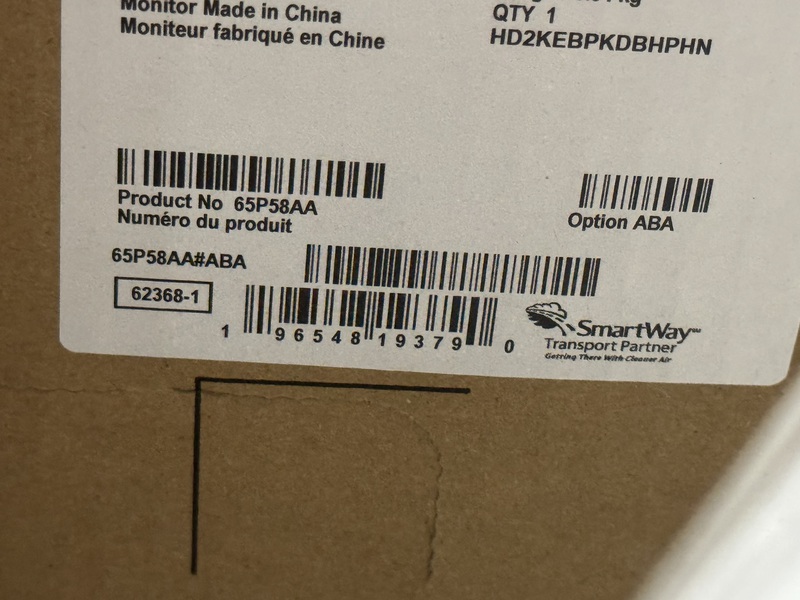 Monitor Made in China
Moniteur fabriqué en Chine
kg
QTY 1
HD2KEBPKDBHPHN
Product No 65P58AA
Numéro du produit
Option ABA
65P58AA#ABA
62368-1
1 96548 19379 0
SmartWay
Transport Partner
Getting There With Cleaner Air